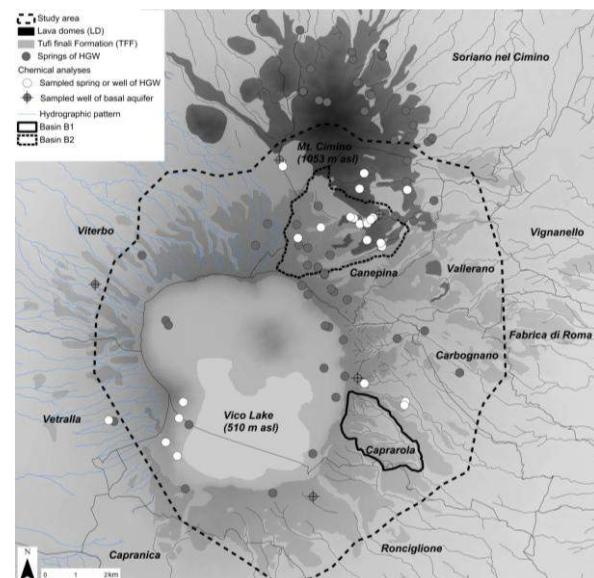 Study area
Lava domes (LD)
Tufi finali Formation (TFF)
Springs of HGW
Chemical analyses
Sampled spring or well of HGW
Sampled well of basal aquifer
Hydrographic pattern
Basin B1
Basin B2
Soriano nel Cimino
Mt. Cimino
(1053 m asl)
Viterbo
Vignanello
Canepina
Vallerano
Fabrica di Roma
Carbognano
Vetralla
Vico Lake
(510 m asl)
Caprarola
Capranica
Ronciglione
N
0 1 2km